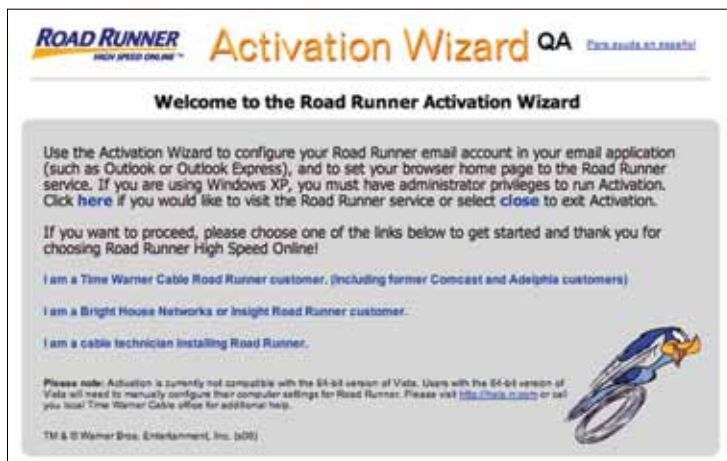 ROAD RUNNER
HIGH SPEED ONLINE™
Activation Wizard QA
Para ayuda en español
Welcome to the Road Runner Activation Wizard
Use the Activation Wizard to configure your Road Runner email account in your email application
(such as Outlook or Outlook Express), and to set your browser home page to the Road Runner
service. If you are using Windows XP, you must have administrator privileges to run Activation.
Click here if you would like to visit the Road Runner service or select close to exit Activation.
If you want to proceed, please choose one of the links below to get started and thank you for
choosing Road Runner High Speed Online!
I am a Time Warner Cable Road Runner customer. (Including former Comcast and Adelphia customers)
I am a Bright House Networks or Insight Road Runner customer.
I am a cable technician installing Road Runner.
Please note: Activation is currently not compatible with the 64-bit version of Vista. Users with the 64-bit version of
Vista will need to manually configure their computer settings for Road Runner. Please visit http://help.rr.com or call
you local Time Warner Cable office for additional help.
TM & © Warner Bros. Entertainment, Inc. (s06)